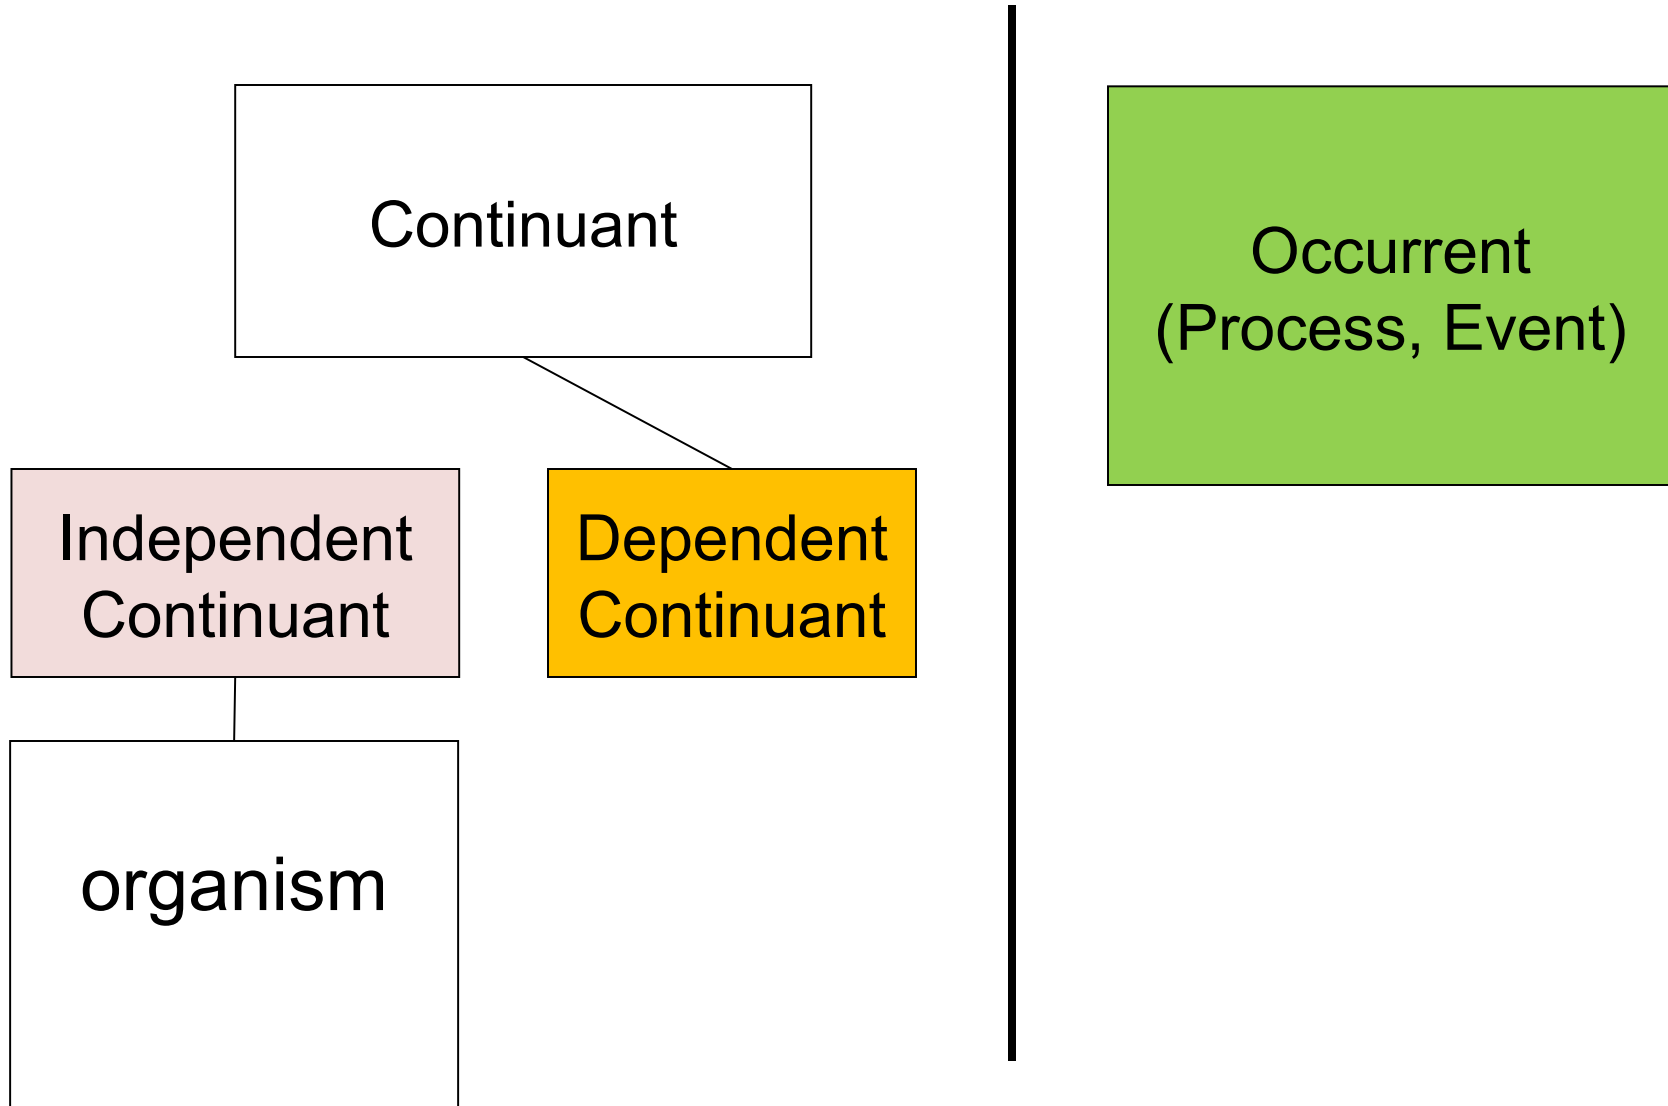 Continuant
Occurrent
(Process, Event)
Independent
Continuant
Dependent
Continuant
organism